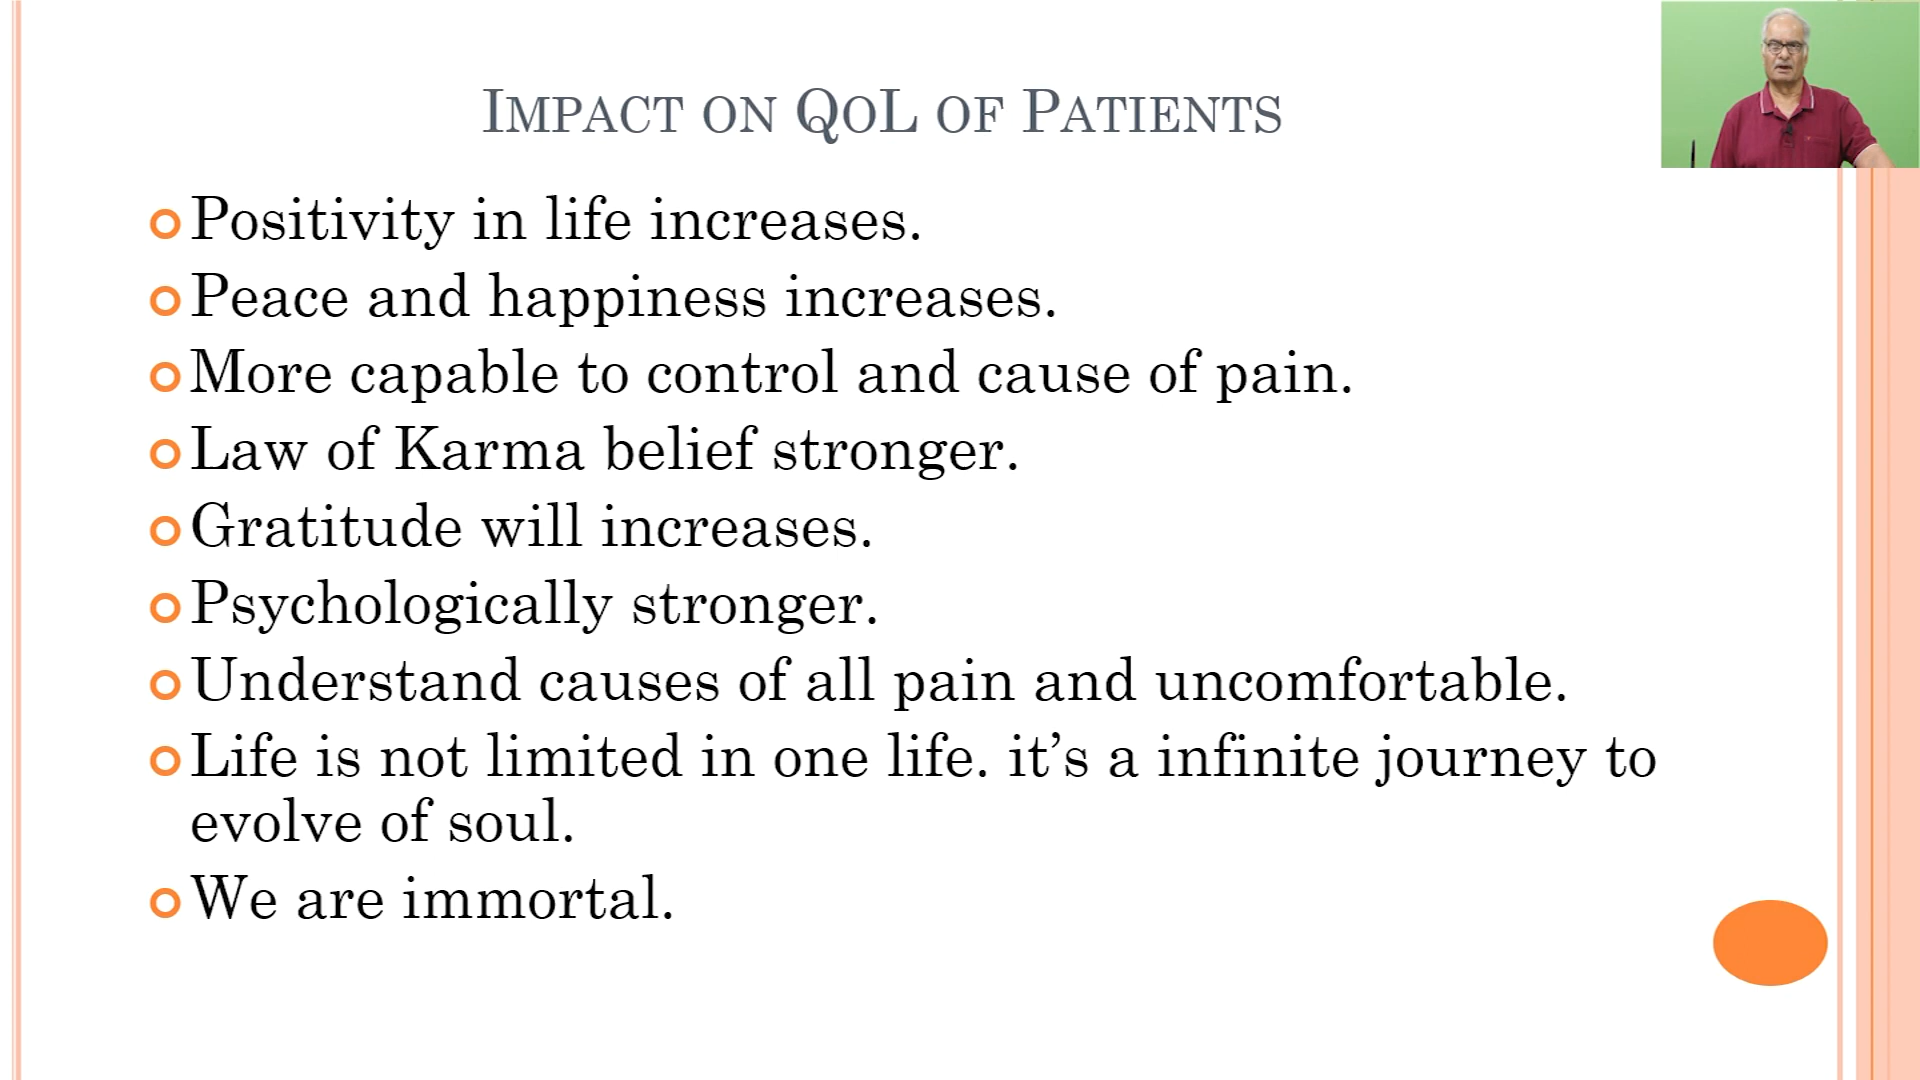 Impact on QoL of Patients
Positivity in life increases.
Peace and happiness increases.
More capable to control and cause of pain.
Law of Karma belief stronger.
Gratitude will increases.
Psychologically stronger.
Understand causes of all pain and uncomfortable.
Life is not limited in one life. it’s a infinite journey to
evolve of soul.
We are immortal.